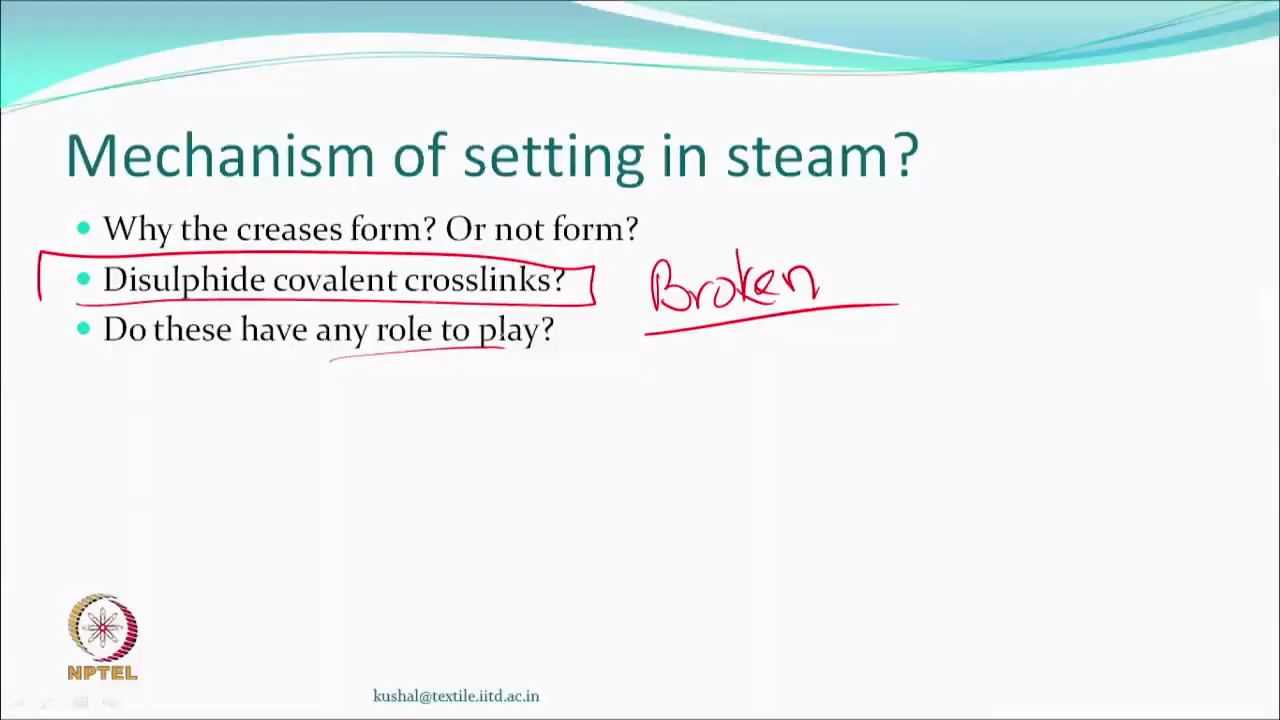 Mechanism of setting in steam?
Why the creases form? Or not form?
Disulphide covalent crosslinks?
Broken
Do these have any role to play?
NPTEL
kushal@textile.iitd.ac.in